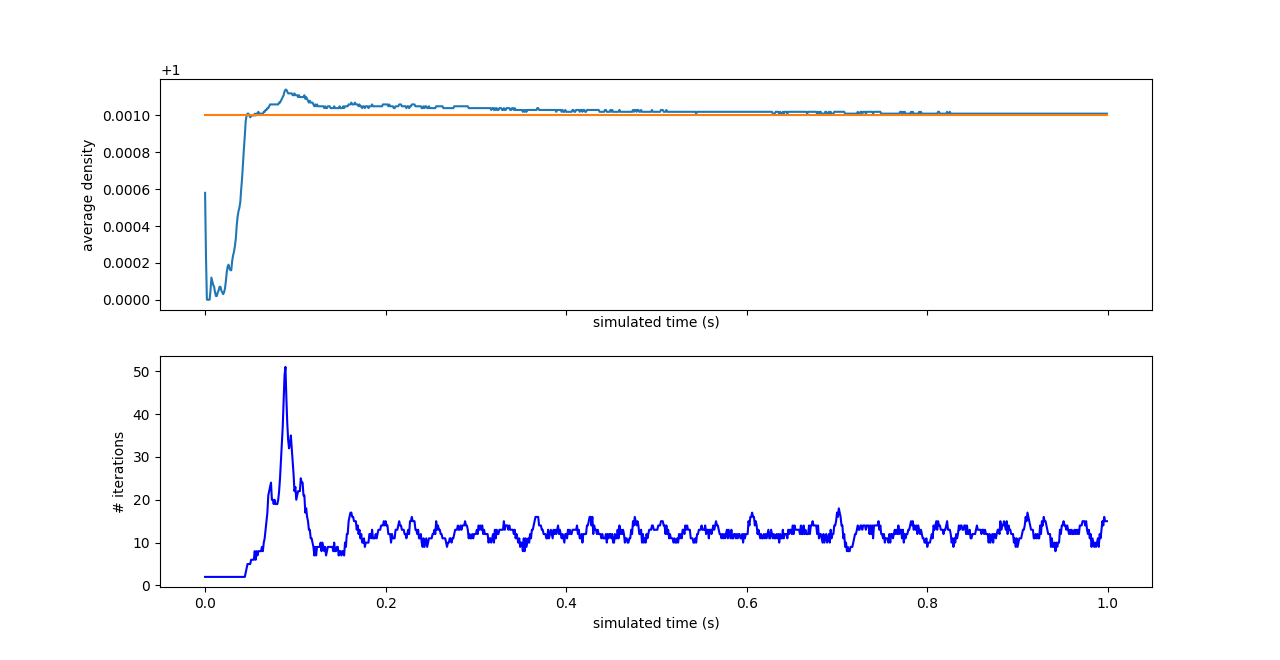 +1
0.0010
0.0008
0.0006
0.0004
0.0002
0.0000
average density
simulated time (s)
50
40
30
20
10
0
# iterations
0.0 0.2 0.4 0.6 0.8 1.0
simulated time (s)